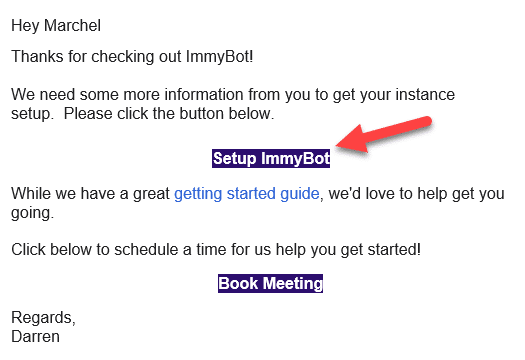 Hey Marchel
Thanks for checking out ImmyBot!
We need some more information from you to get your instance
setup.  Please click the button below.
Setup ImmyBot
While we have a great getting started guide, we'd love to help get you
going.
Click below to schedule a time for us help you get started!
Book Meeting
Regards,
Darren